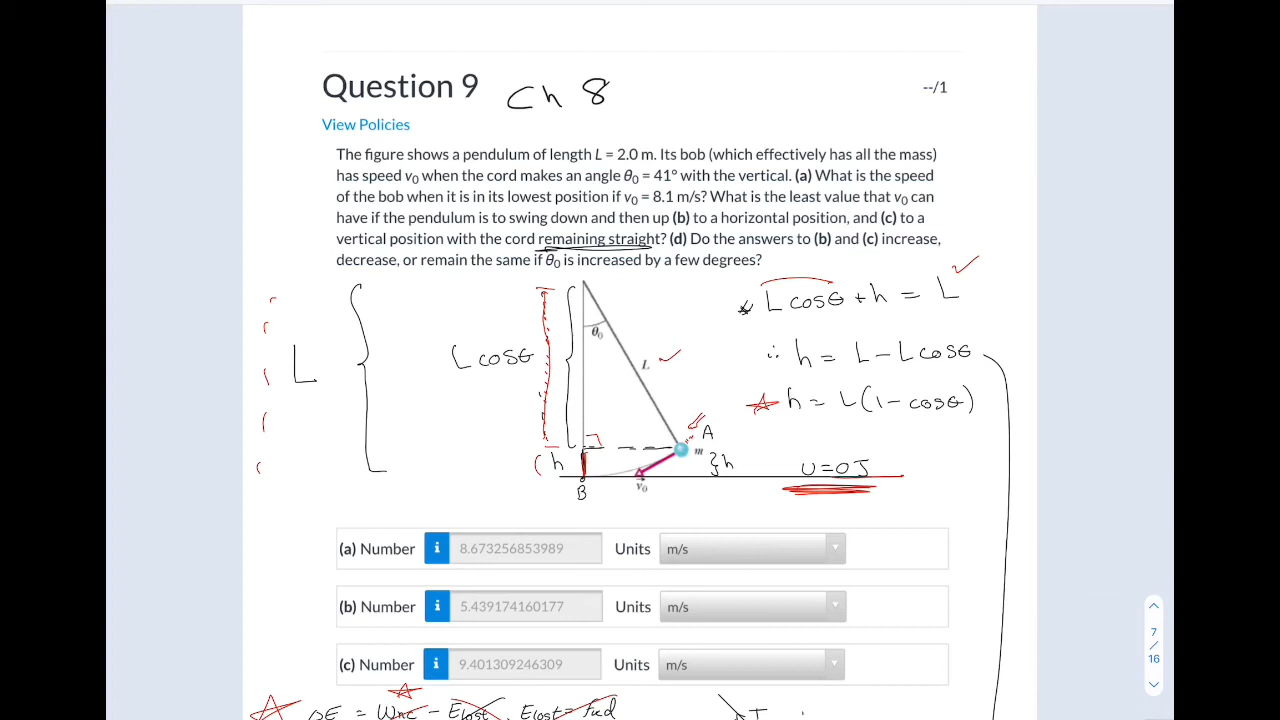 Question 9 Ch 8
--/1
View Policies
The figure shows a pendulum of length L = 2.0 m. Its bob (which effectively has all the mass)
has speed v0 when the cord makes an angle θ0 = 41° with the vertical. (a) What is the speed
of the bob when it is in its lowest position if v0 = 8.1 m/s? What is the least value that v0 can
have if the pendulum is to swing down and then up (b) to a horizontal position, and (c) to a
vertical position with the cord remaining straight? (d) Do the answers to (b) and (c) increase,
decrease, or remain the same if θ0 is increased by a few degrees?
L cosθ + h = L
θ0
L
L cosθ
L
∴ h = L - L cosθ
h = L(1 - cosθ)
A
m
h
h
U = 0 J
B
v0
(a) Number i 8.673256853989 Units m/s
(b) Number i 5.439174160177 Units m/s
(c) Number i 9.401309246309 Units m/s
7
/
16
ΔE = Wnc - Elost, Elost = fkd
T